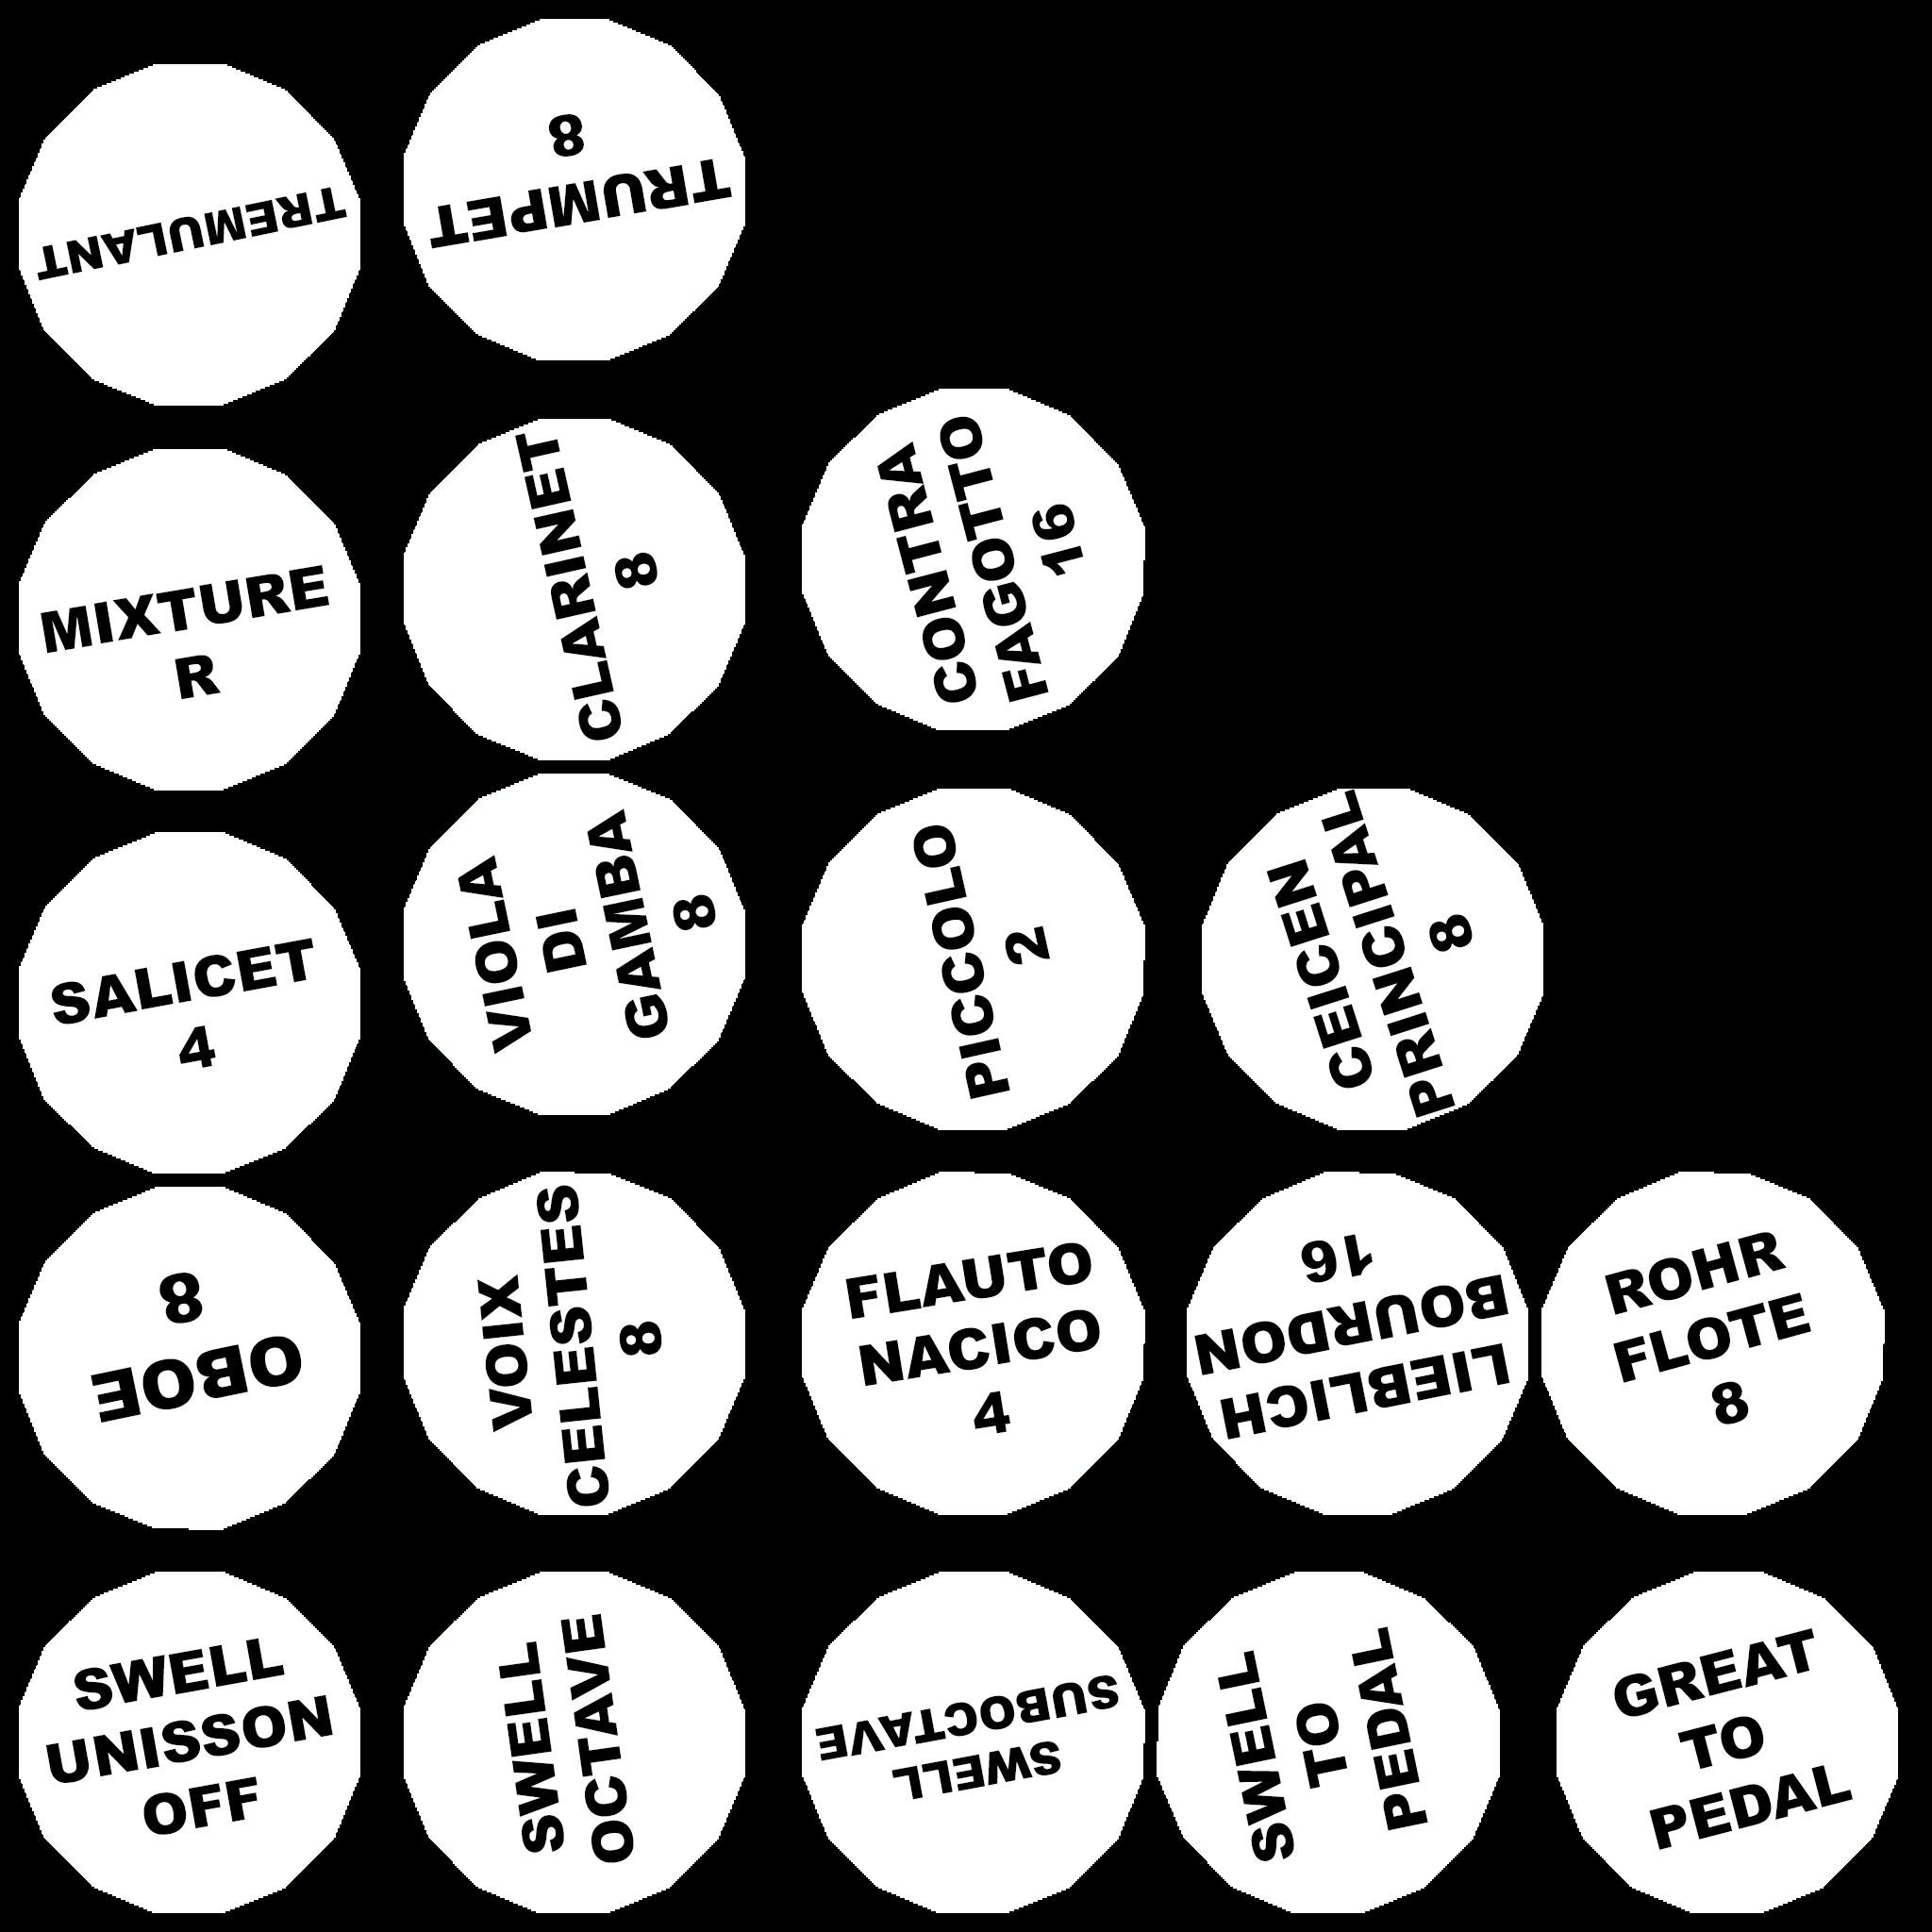 TREMULANT
TRUMPET
8
MIXTURE
R
CLARINET
8
CONTRA
FAGOTTO
16
SALICET
4
VIOLA
DI
GAMBA
8
PICCOLO
2
CEICEN
PRINCIPAL
8
OBOE
8
VOIX
CELESTES
8
FLAUTO
NACICO
4
LIEBLICH
BOURDON
16
ROHR
FLOTE
8
SWELL
UNISSON
OFF
SWELL
OCTAVE
SWELL
SUBOCTAVE
SWELL
TO
PEDAL
GREAT
TO
PEDAL